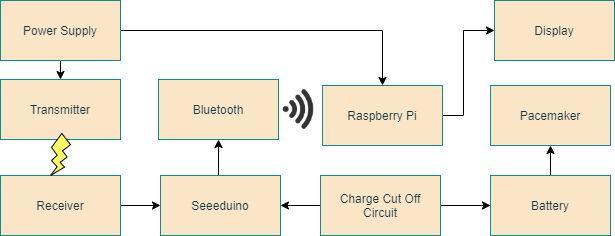 Power Supply
Display
Transmitter
Bluetooth
Raspberry Pi
Pacemaker
Receiver
Seeeduino
Charge Cut Off
Circuit
Battery